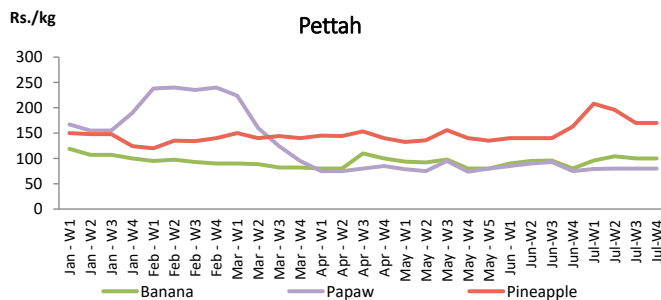 Rs./kg
Pettah
300
250
200
150
100
50
0
Jan - W1
Jan - W2
Jan - W3
Jan - W4
Feb - W1
Feb - W2
Feb - W3
Feb - W4
Mar - W1
Mar - W2
Mar - W3
Mar - W4
Apr - W1
Apr - W2
Apr - W3
Apr - W4
May - W1
May - W2
May - W3
May - W4
May - W5
Jun - W1
Jun-W2
Jun-W3
Jun-W4
Jul-W1
Jul-W2
Jul-W3
Jul-W4
Banana Papaw Pineapple